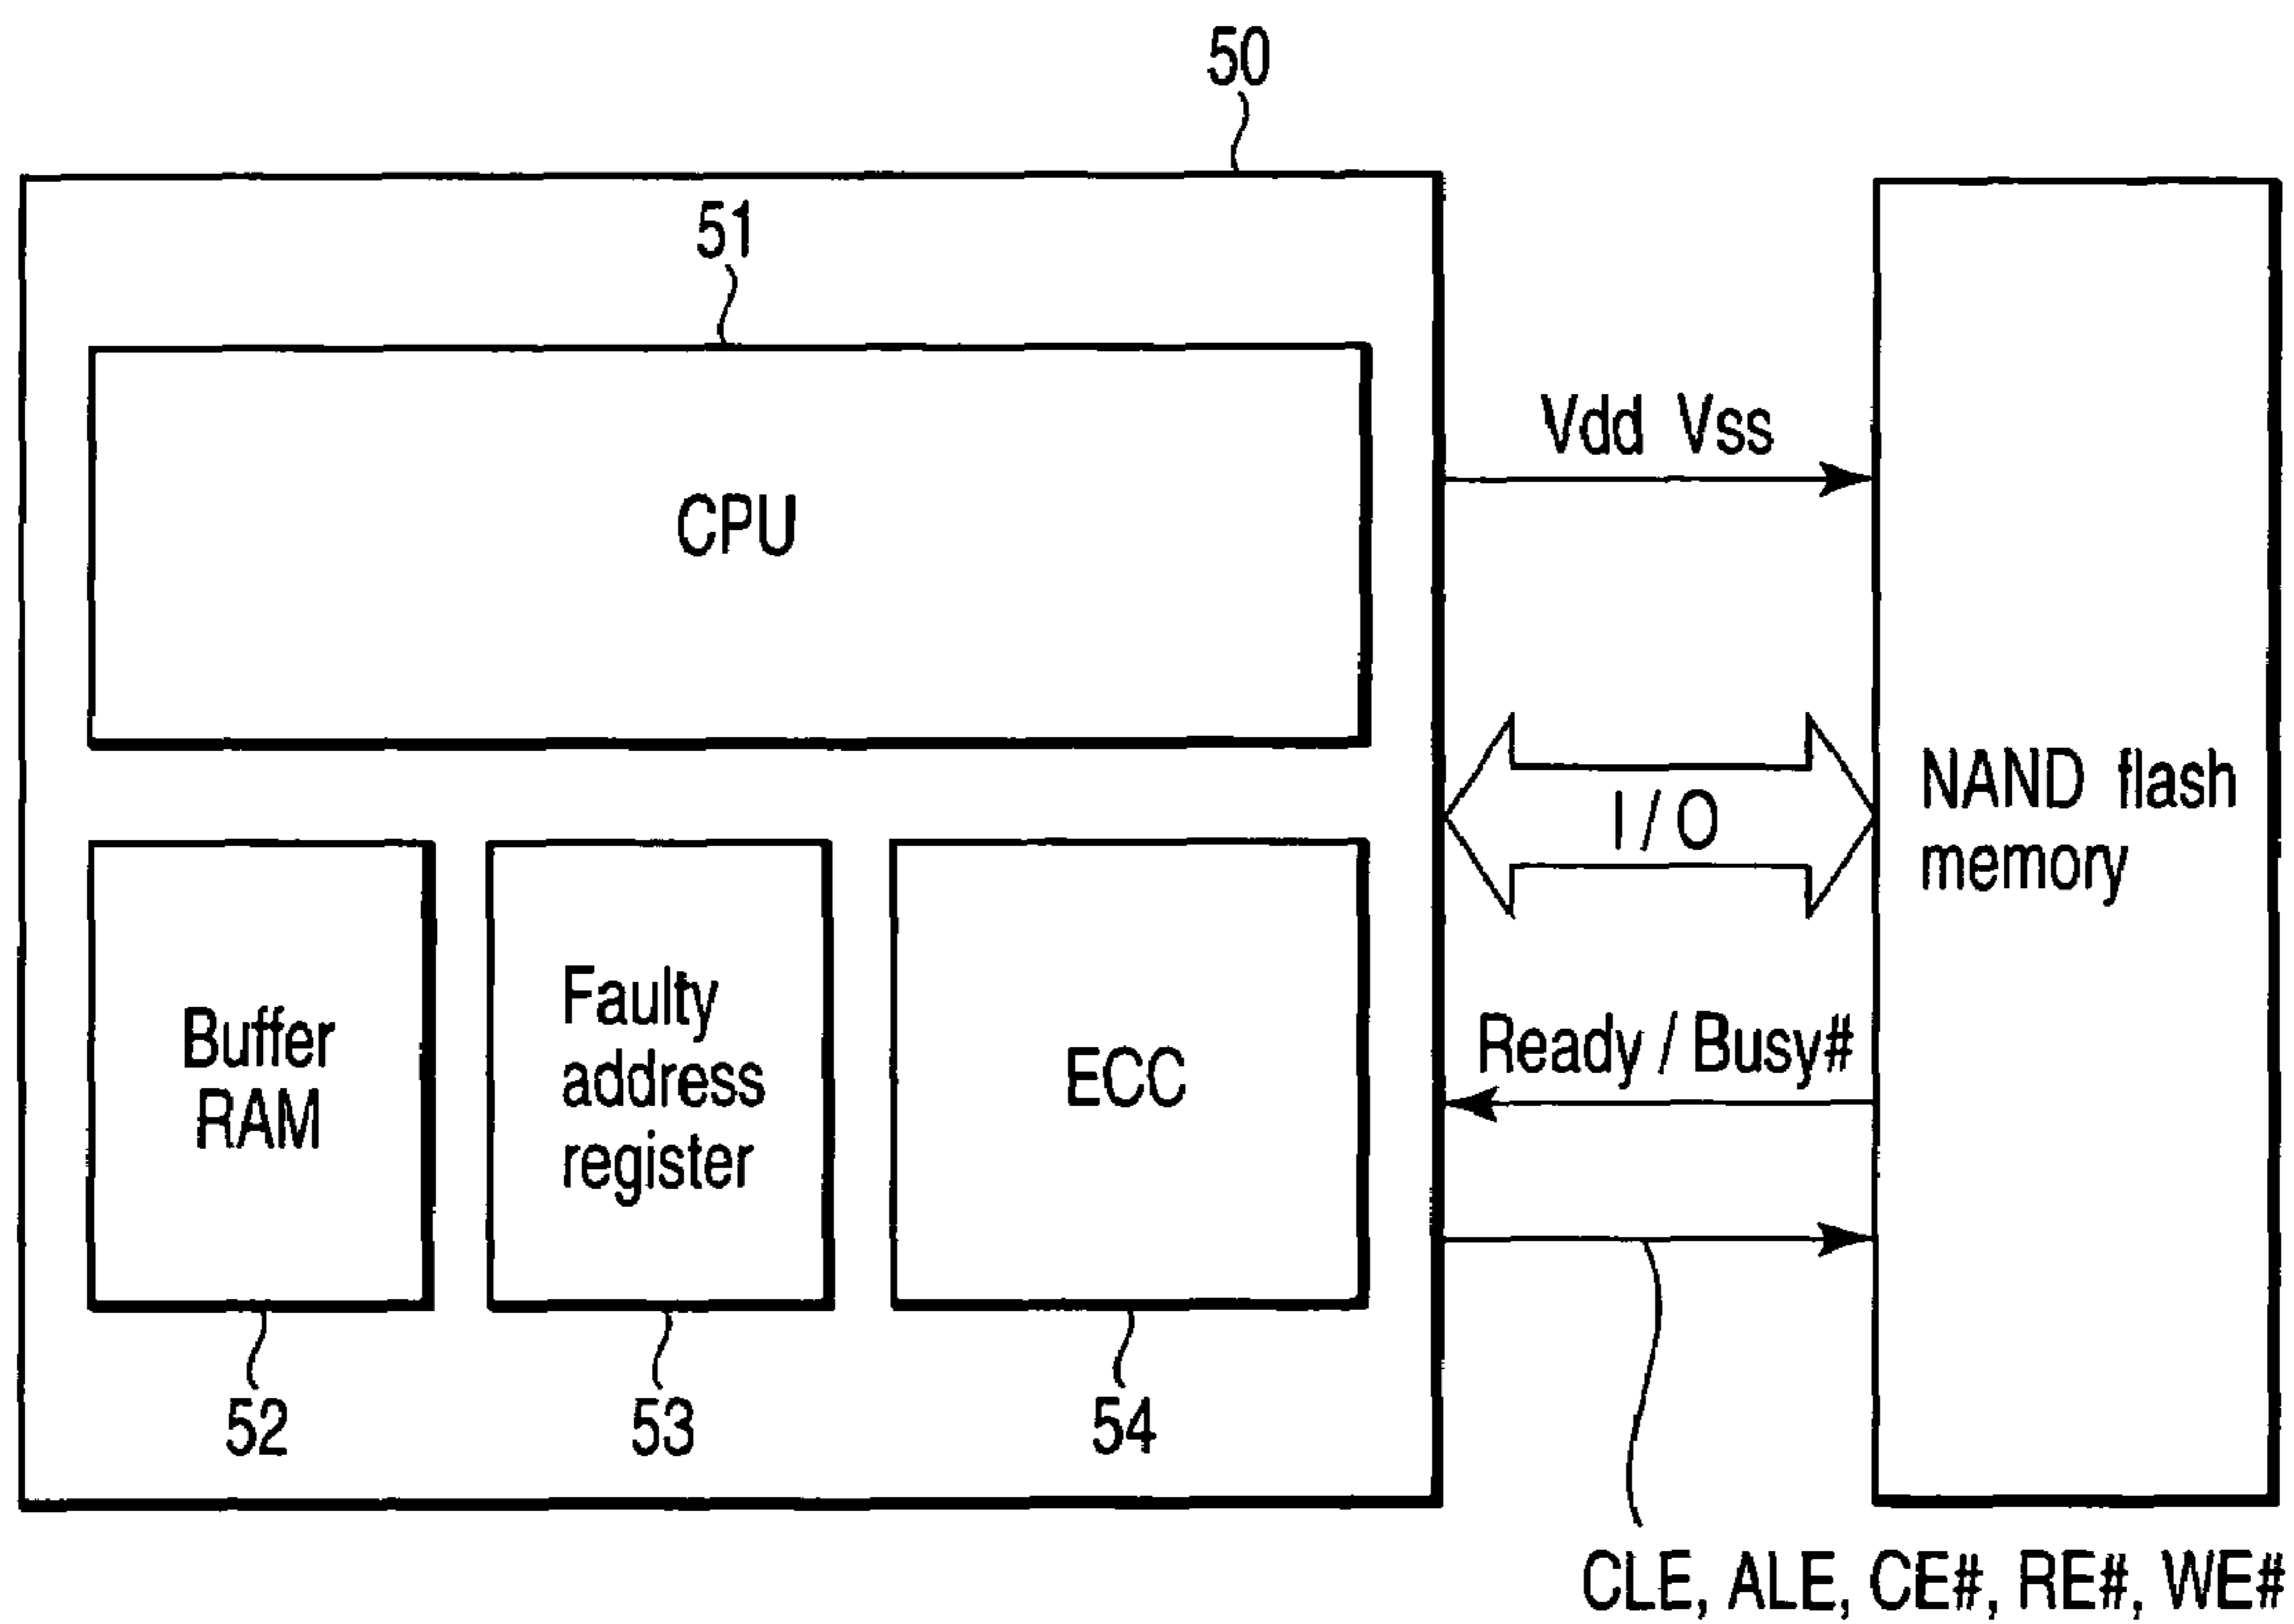 50
51
CPU
Vdd Vss
I / O
NAND flash
memory
Buffer
RAM
Faulty
address
register
ECC
Ready / Busy#
52
53
54
CLE, ALE, CE#, RE#, WE#